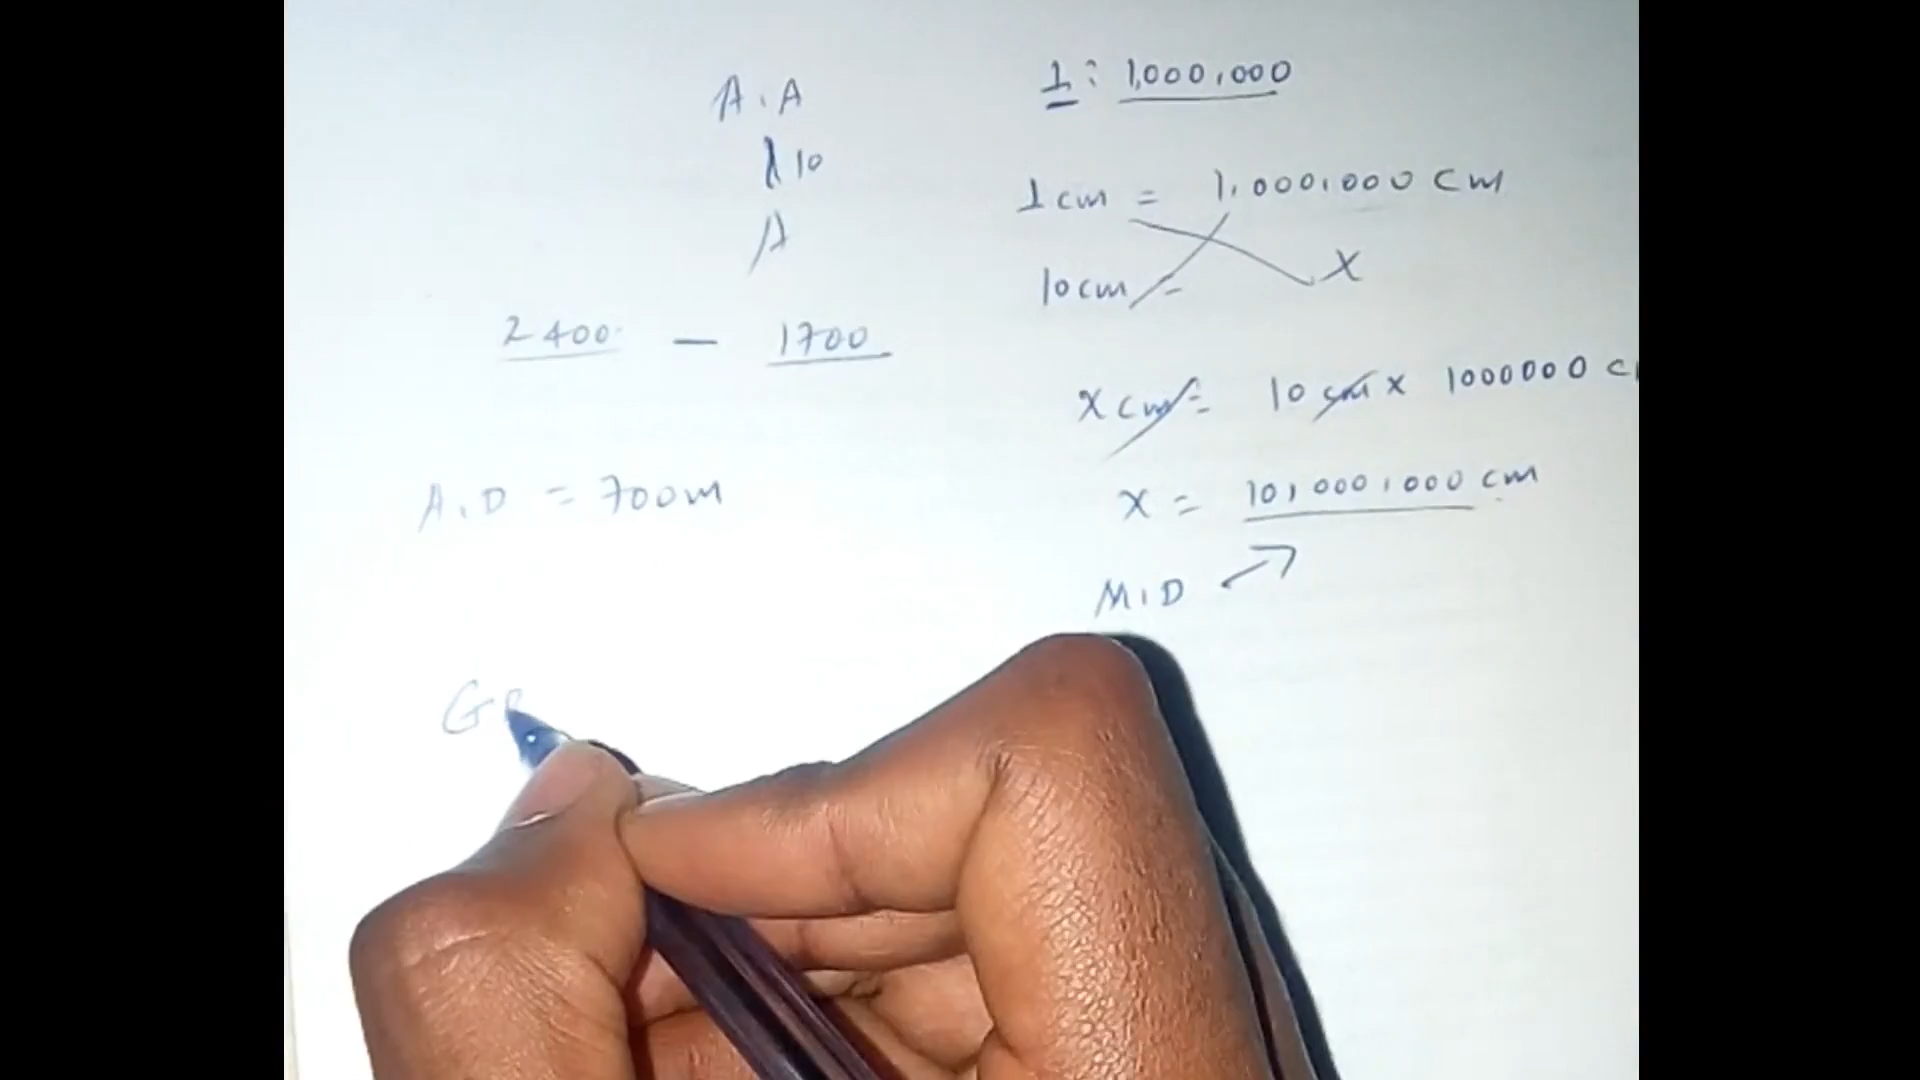 A.A
10
A
2400 - 1700
A.D = 700m
G
1: 1,000,000
1cm = 1,000,000 cm
10cm = X
X cm = 10 cm x 1000000 c
X = 10,000,000 cm
M.D